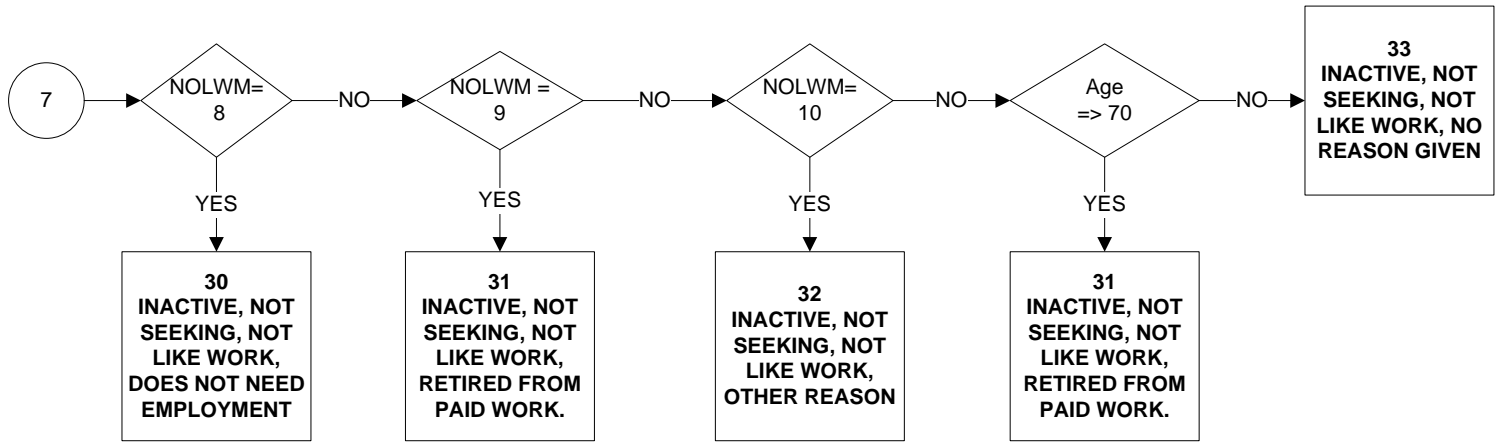 7
NOLWM=
8
NO
NOLWM =
9
NO
NOLWM=
10
NO
Age
=> 70
NO
33
INACTIVE, NOT
SEEKING, NOT
LIKE WORK, NO
REASON GIVEN
YES
YES
YES
YES
30
INACTIVE, NOT
SEEKING, NOT
LIKE WORK,
DOES NOT NEED
EMPLOYMENT
31
INACTIVE, NOT
SEEKING, NOT
LIKE WORK,
RETIRED FROM
PAID WORK.
32
INACTIVE, NOT
SEEKING, NOT
LIKE WORK,
OTHER REASON
31
INACTIVE, NOT
SEEKING, NOT
LIKE WORK,
RETIRED FROM
PAID WORK.